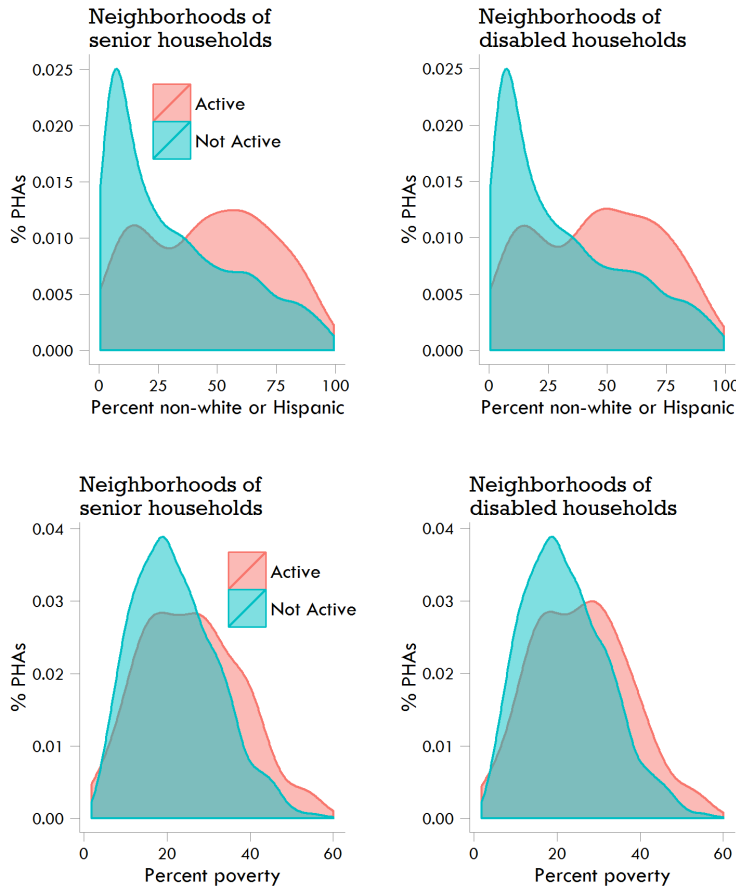 Neighborhoods of
senior households
0.025
0.020
0.015
0.010
0.005
0.000
% PHAs
Active
Not Active
0
25
50
75
100
Percent non-white or Hispanic
Neighborhoods of
disabled households
0.025
0.020
0.015
0.010
0.005
0.000
% PHAs
0
25
50
75
100
Percent non-white or Hispanic
Neighborhoods of
senior households
0.04
0.03
0.02
0.01
0.00
% PHAs
Active
Not Active
0
20
40
60
Percent poverty
Neighborhoods of
disabled households
0.04
0.03
0.02
0.01
0.00
% PHAs
0
20
40
60
Percent poverty